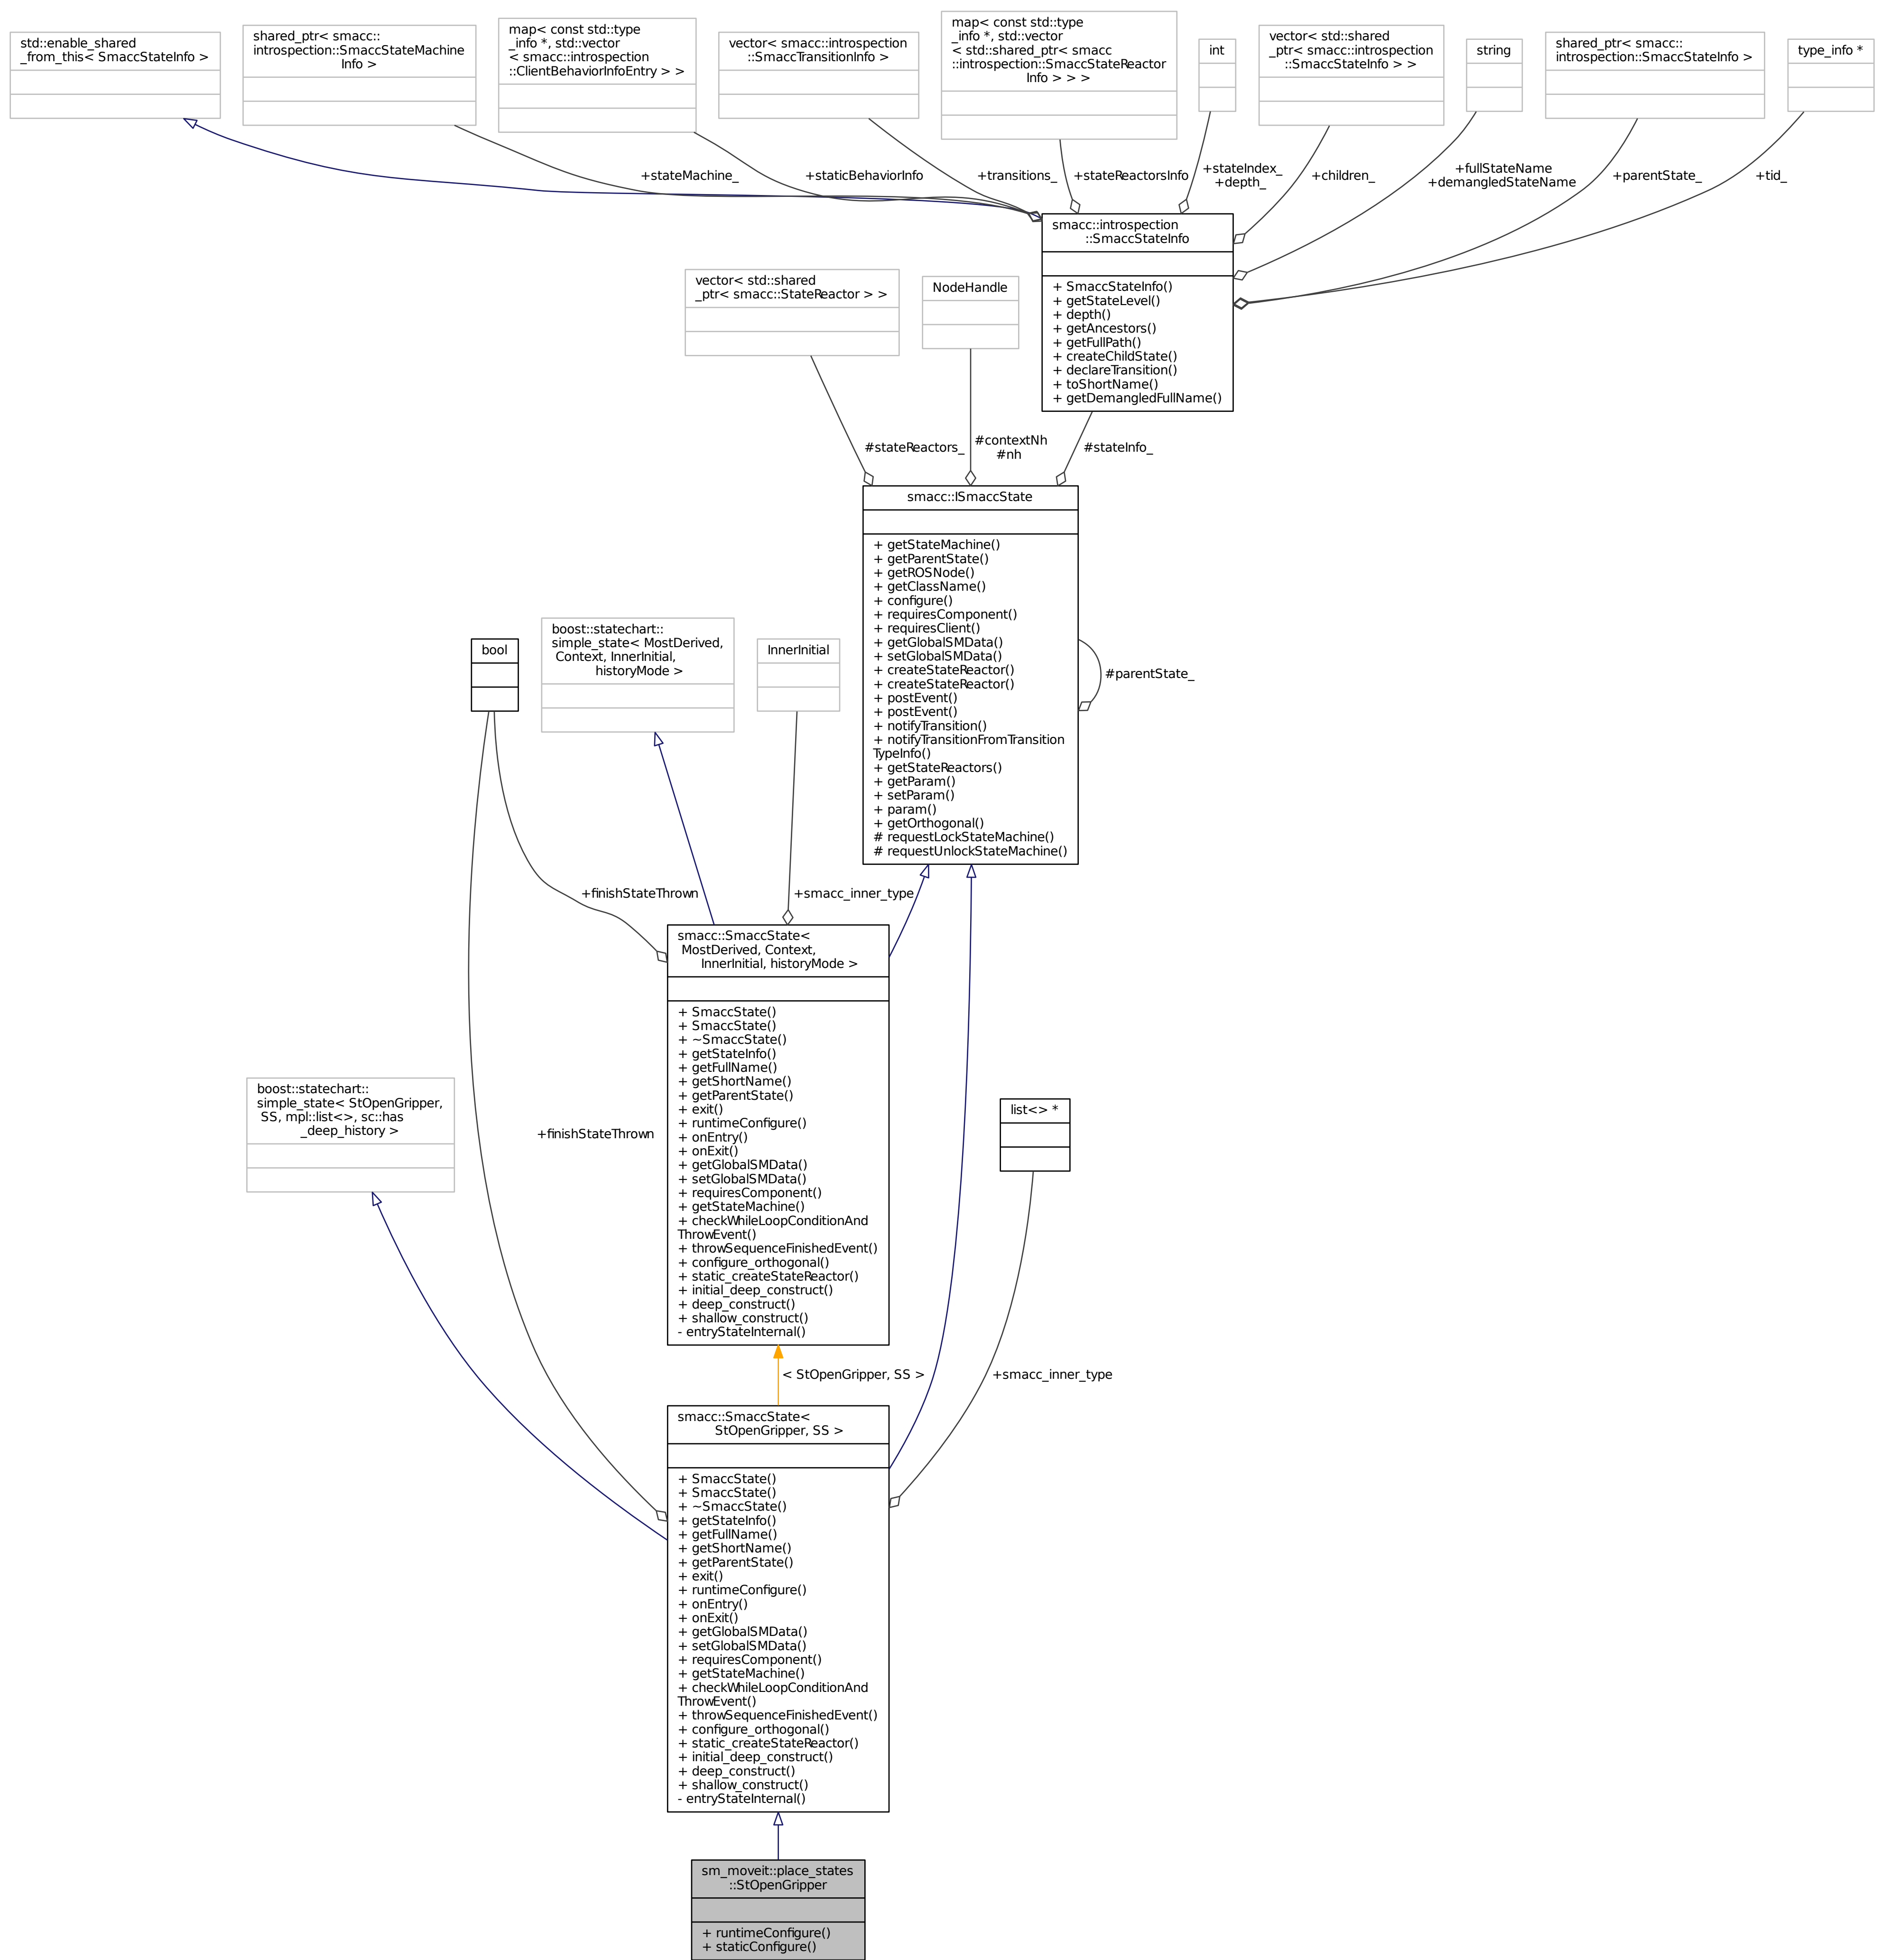 std::enable_shared
_from_this< SmaccStateInfo >
shared_ptr< smacc::
introspection::SmaccStateMachine
Info >
map< const std::type
_info *, std::vector
< smacc::introspection
::ClientBehaviorInfoEntry > >
vector< smacc::introspection
::SmaccTransitionInfo >
map< const std::type
_info *, std::vector
< std::shared_ptr< smacc
::introspection::SmaccStateReactor
Info > > >
int
vector< std::shared
_ptr< smacc::introspection
::SmaccStateInfo > >
string
shared_ptr< smacc::
introspection::SmaccStateInfo >
type_info *
+stateMachine_
+staticBehaviorInfo
+transitions_
+stateReactorsInfo
+stateIndex_
+depth_
+children_
+fullStateName
+demangledStateName
+parentState_
+tid_
smacc::introspection
::SmaccStateInfo
+ SmaccStateInfo()
+ getStateLevel()
+ depth()
+ getAncestors()
+ getFullPath()
+ createChildState()
+ declareTransition()
+ toShortName()
+ getDemangledFullName()
vector< std::shared
_ptr< smacc::StateReactor > >
NodeHandle
#stateReactors_
#contextNh
#nh
#stateInfo_
smacc::ISmaccState
+ getStateMachine()
+ getParentState()
+ getROSNode()
+ getClassName()
+ configure()
+ requiresComponent()
+ requiresClient()
+ getGlobalSMData()
+ setGlobalSMData()
+ createStateReactor()
+ createStateReactor()
+ postEvent()
+ postEvent()
+ notifyTransition()
+ notifyTransitionFromTransition
TypeInfo()
+ getStateReactors()
+ getParam()
+ setParam()
+ param()
+ getOrthogonal()
# requestLockStateMachine()
# requestUnlockStateMachine()
#parentState_
bool
boost::statechart::
simple_state< MostDerived,
Context, InnerInitial,
historyMode >
InnerInitial
+finishStateThrown
+smacc_inner_type
smacc::SmaccState<
MostDerived, Context,
InnerInitial, historyMode >
+ SmaccState()
+ SmaccState()
+ ~SmaccState()
+ getStateInfo()
+ getFullName()
+ getShortName()
+ getParentState()
+ exit()
+ runtimeConfigure()
+ onEntry()
+ onExit()
+ getGlobalSMData()
+ setGlobalSMData()
+ requiresComponent()
+ getStateMachine()
+ checkWhileLoopConditionAnd
ThrowEvent()
+ throwSequenceFinishedEvent()
+ configure_orthogonal()
+ static_createStateReactor()
+ initial_deep_construct()
+ deep_construct()
+ shallow_construct()
- entryStateInternal()
boost::statechart::
simple_state< StOpenGripper,
SS, mpl::list<>, sc::has
_deep_history >
+finishStateThrown
list<> *
< StOpenGripper, SS >
+smacc_inner_type
smacc::SmaccState<
StOpenGripper, SS >
+ SmaccState()
+ SmaccState()
+ ~SmaccState()
+ getStateInfo()
+ getFullName()
+ getShortName()
+ getParentState()
+ exit()
+ runtimeConfigure()
+ onEntry()
+ onExit()
+ getGlobalSMData()
+ setGlobalSMData()
+ requiresComponent()
+ getStateMachine()
+ checkWhileLoopConditionAnd
ThrowEvent()
+ throwSequenceFinishedEvent()
+ configure_orthogonal()
+ static_createStateReactor()
+ initial_deep_construct()
+ deep_construct()
+ shallow_construct()
- entryStateInternal()
sm_moveit::place_states
::StOpenGripper
+ runtimeConfigure()
+ staticConfigure()